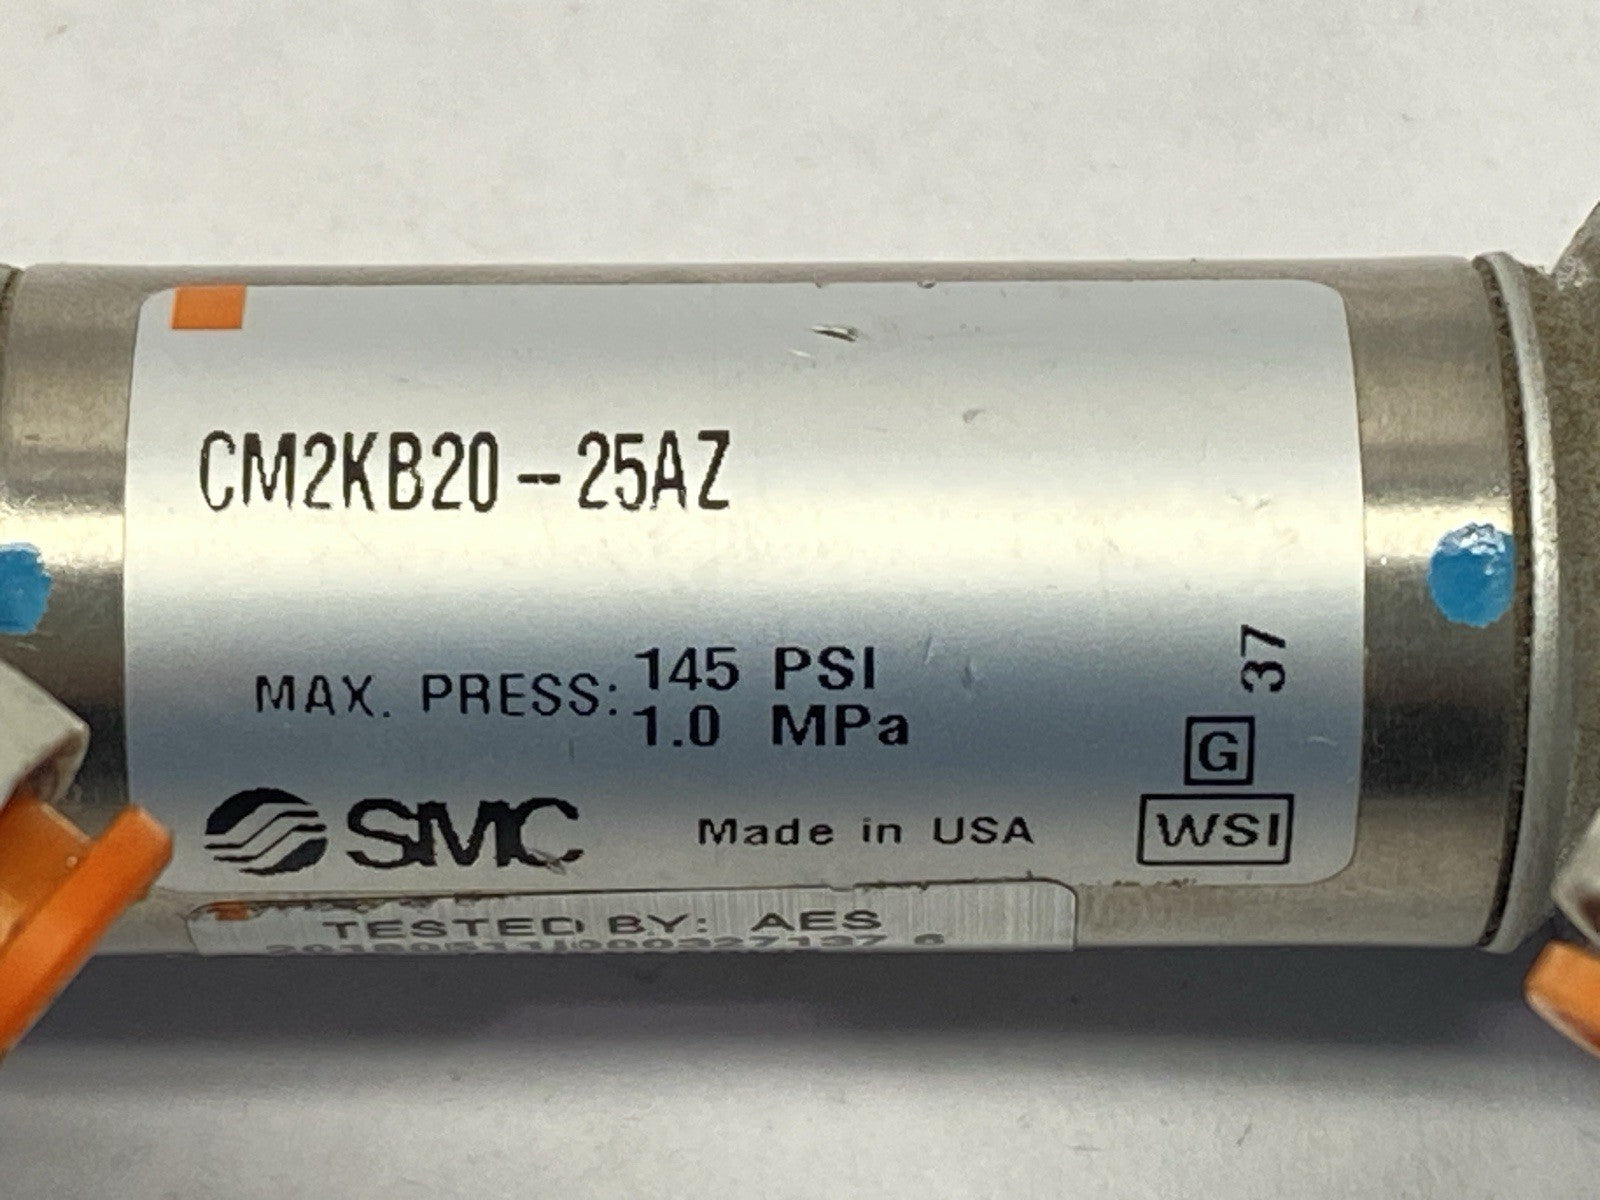 CM2KB20-25AZ
MAX. PRESS: 145 PSI
1.0 MPa
37
G
SMC Made in USA WSI
TESTED BY: AES